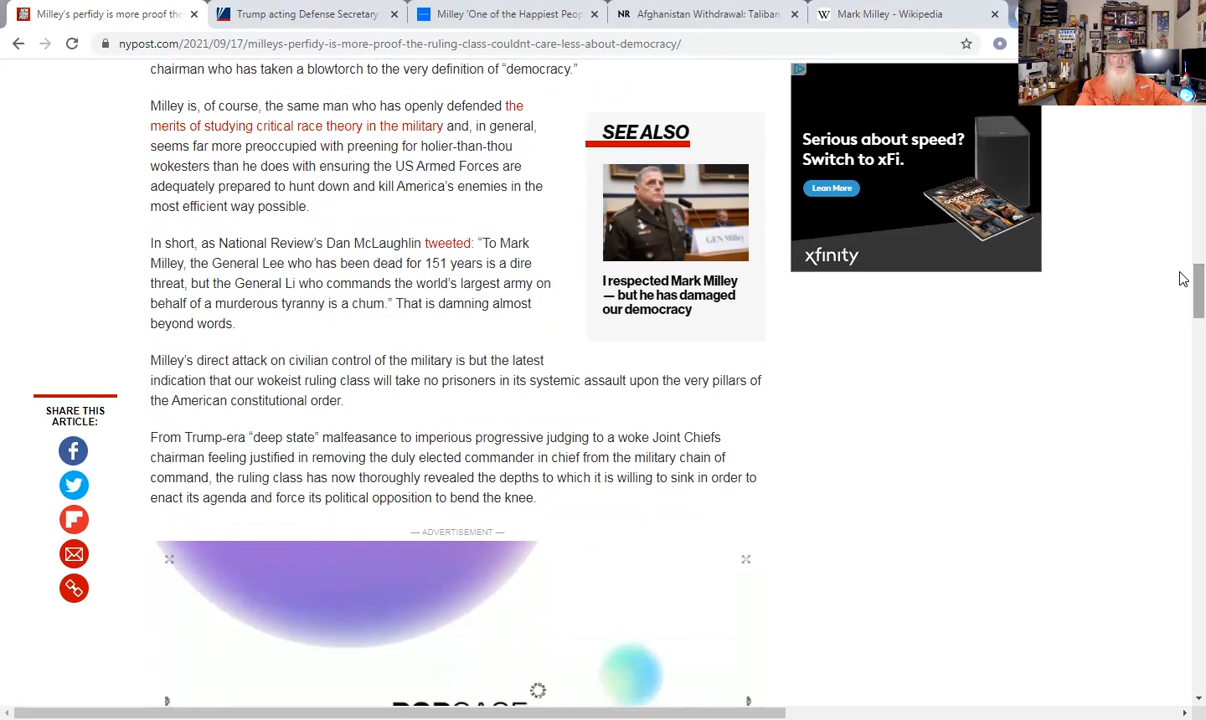 Milley's perfidy is more proof the
Trump acting Defense Secretary
Milley 'One of the Happiest Peop
NR Afghanistan Withdrawal: Taliban
W Mark Milley - Wikipedia
nypost.com/2021/09/17/milleys-perfidy-is-more-proof-the-ruling-class-couldnt-care-less-about-democracy/
chairman who has taken a blowtorch to the very definition of “democracy.”
Milley is, of course, the same man who has openly defended the
merits of studying critical race theory in the military and, in general,
seems far more preoccupied with preening for holier-than-thou
wokesters than he does with ensuring the US Armed Forces are
adequately prepared to hunt down and kill America’s enemies in the
most efficient way possible.
In short, as National Review’s Dan McLaughlin tweeted: “To Mark
Milley, the General Lee who has been dead for 151 years is a dire
threat, but the General Li who commands the world’s largest army on
behalf of a murderous tyranny is a chum.” That is damning almost
beyond words.
SEE ALSO
GEN Milley
I respected Mark Milley
— but he has damaged
our democracy
Milley’s direct attack on civilian control of the military is but the latest
indication that our wokeist ruling class will take no prisoners in its systemic assault upon the very pillars of
the American constitutional order.
From Trump-era “deep state” malfeasance to imperious progressive judging to a woke Joint Chiefs
chairman feeling justified in removing the duly elected commander in chief from the military chain of
command, the ruling class has now thoroughly revealed the depths to which it is willing to sink in order to
enact its agenda and force its political opposition to bend the knee.
SHARE THIS
ARTICLE:
— ADVERTISEMENT —
Serious about speed?
Switch to xFi.
Learn More
xfinity